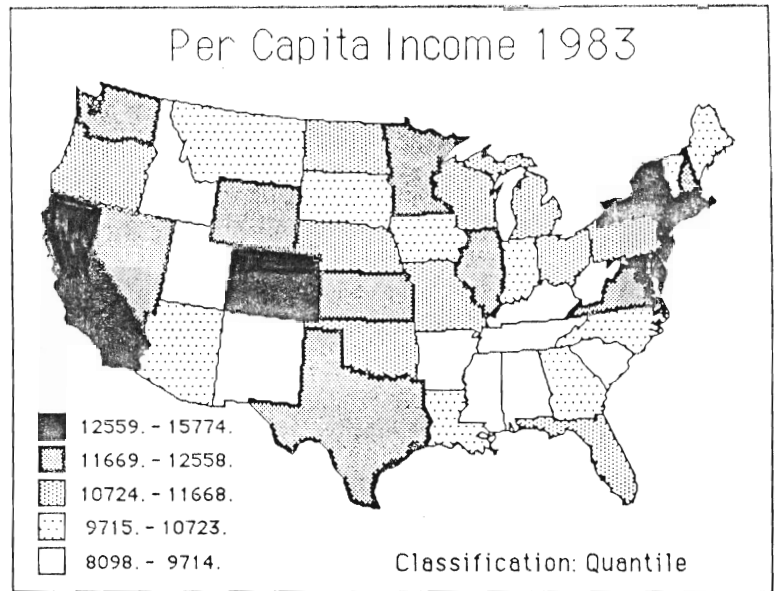 Per Capita Income 1983
12559. - 15774.
11669. - 12558.
10724. - 11668.
9715. - 10723.
8098. - 9714.
Classification: Quantile